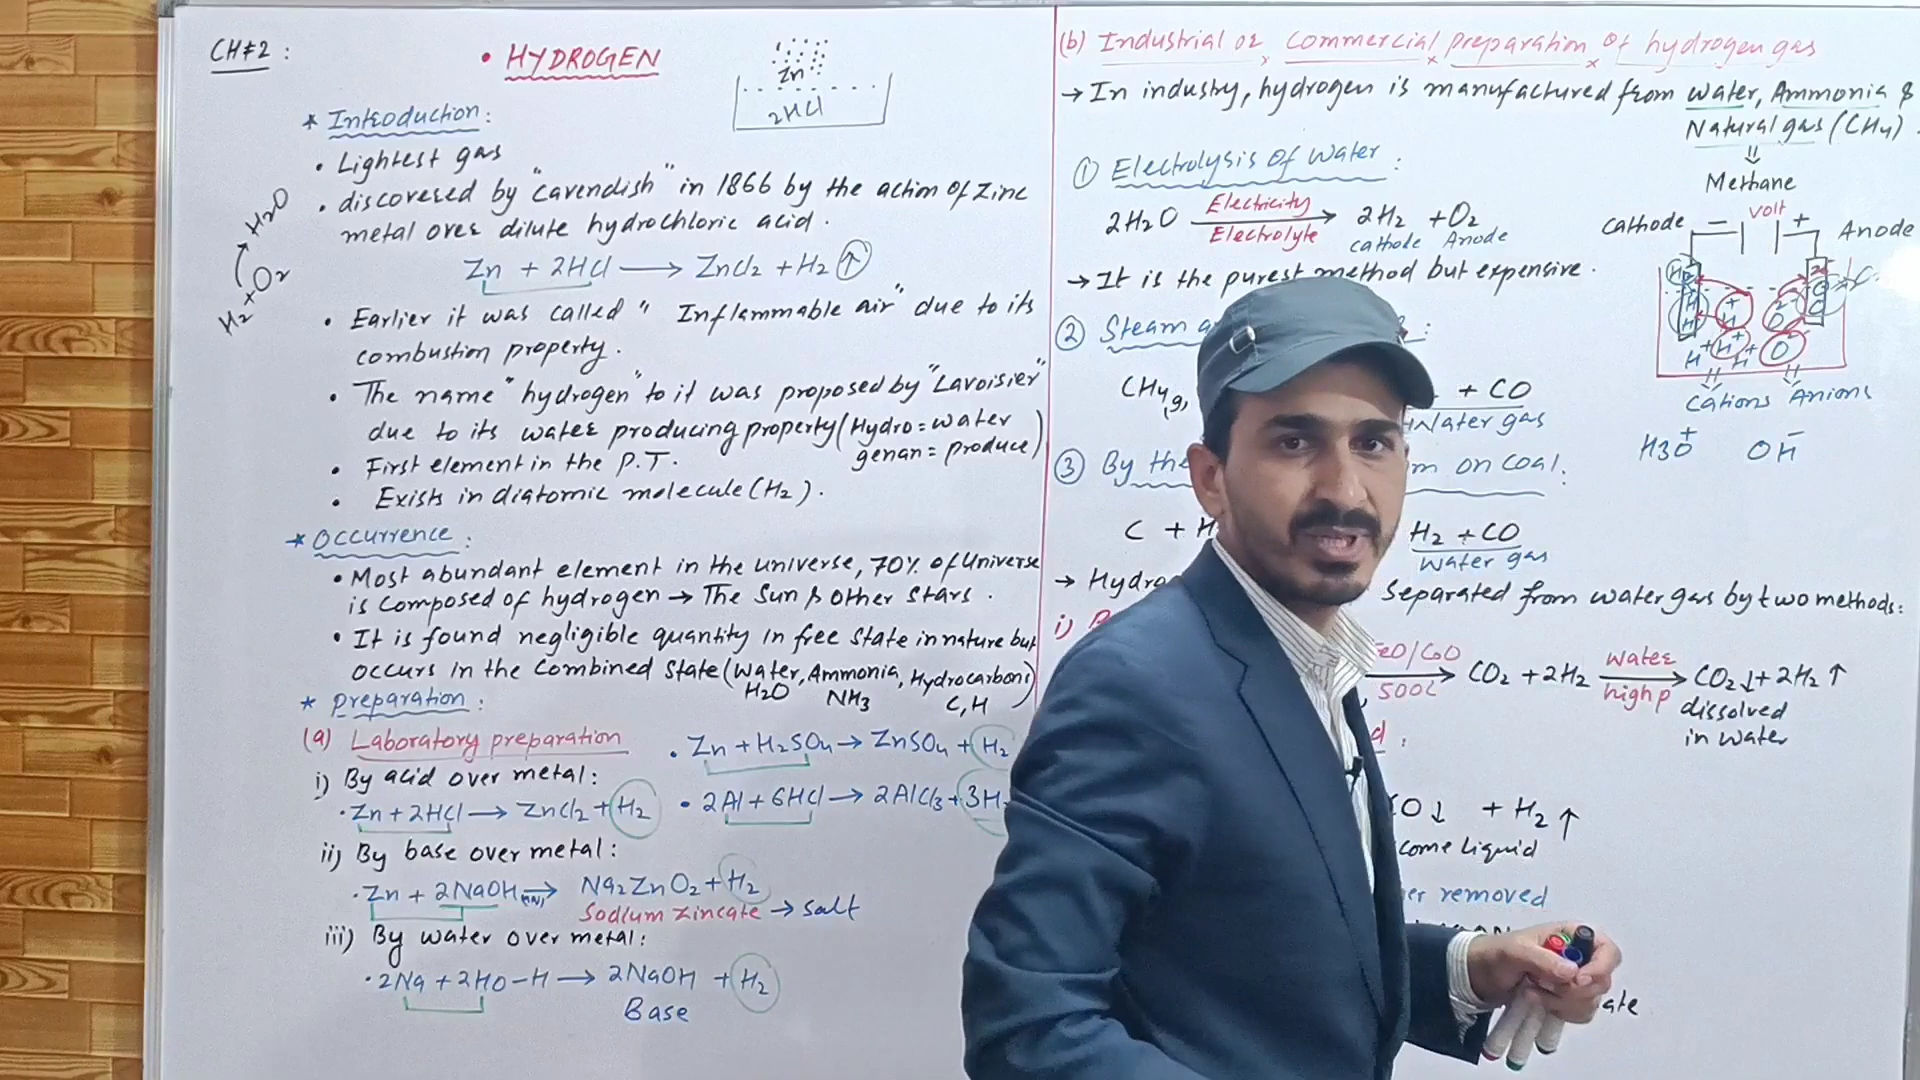 CH#2:
• HYDROGEN
Zn
2HCl
* Introduction:
• Lightest gas
• discovered by "Cavendish" in 1866 by the action of Zinc
metal over dilute hydrochloric acid.
Zn + 2HCl → ZnCl2 + H2 ↑
H2+O2 → H2O
• Earlier it was called "Inflammable air" due to its
combustion property.
• The name "hydrogen" to it was proposed by "Lavoisier"
due to its water producing property (Hydro = water
genan = produce)
• First element in the P.T.
• Exists in diatomic molecule (H2).
* Occurrence:
• Most abundant element in the universe, 70% of Universe
is composed of hydrogen → The Sun & other stars.
• It is found negligible quantity in free state in nature but
occurs in the combined state (Water, Ammonia, Hydrocarbons)
H2O NH3 C,H
* Preparation:
(a) Laboratory preparation
i) By acid over metal:
• Zn + 2HCl → ZnCl2 + H2
• Zn + H2SO4 → ZnSO4 + H2
• 2Al + 6HCl → 2AlCl3 + 3H2
ii) By base over metal:
• Zn + 2NaOH → Na2ZnO2 + H2
Sodium zincate → salt
iii) By water over metal:
• 2Na + 2HO-H → 2NaOH + H2
Base
(b) Industrial or commercial preparation of hydrogen gas
→ In industry, hydrogen is manufactured from water, Ammonia &
Natural gas (CH4).
Methane
① Electrolysis of water:
2H2O Electricity Electrolyte → 2H2 + O2
cathode Anode
→ It is the purest method but expensive.
Cathode − Volt + Anode
H+ H+ H+
Cations Anions
H3O+ OH−
② Steam
CH4(g) + CO
Water gas
③ By the on coal:
C + H H2 + CO
Water gas
→ Hydro Separated from water gas by two methods:
i)
FeO/CoO 500 → CO2 + 2H2 water high p → CO2↓ + 2H2 ↑
dissolved
in water
CO↓ + H2 ↑
come liquid
removed
ate